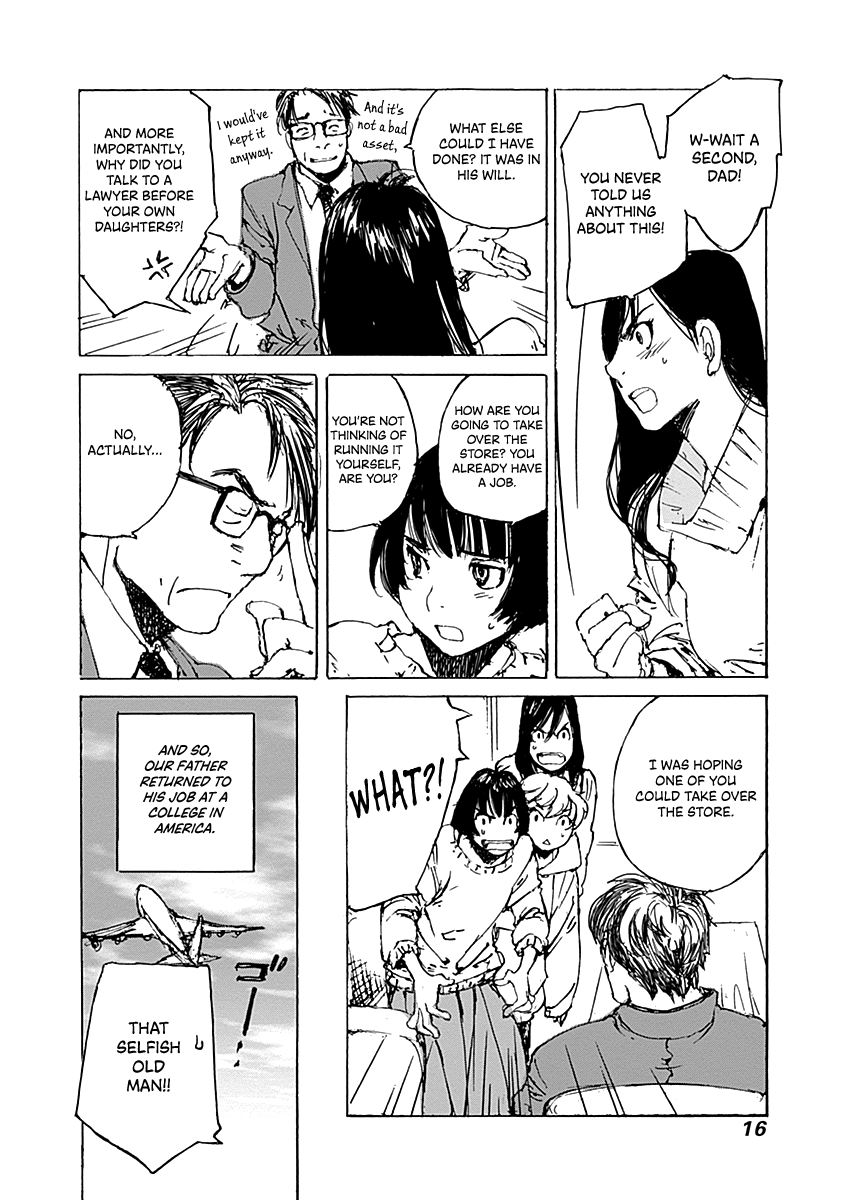 W-WAIT A
SECOND,
DAD!
YOU NEVER
TOLD US
ANYTHING
ABOUT THIS!
WHAT ELSE
COULD I HAVE
DONE? IT WAS IN
HIS WILL.
And it's
not a bad
asset,
I would've
kept it
anyway.
AND MORE
IMPORTANTLY,
WHY DID YOU
TALK TO A
LAWYER BEFORE
YOUR OWN
DAUGHTERS?!
HOW ARE YOU
GOING TO TAKE
OVER THE
STORE? YOU
ALREADY HAVE
A JOB.
YOU'RE NOT
THINKING OF
RUNNING IT
YOURSELF,
ARE YOU?
NO,
ACTUALLY...
I WAS HOPING
ONE OF YOU
COULD TAKE OVER
THE STORE.
WHAT?!
AND SO,
OUR FATHER
RETURNED TO
HIS JOB AT A
COLLEGE IN
AMERICA.
ゴー...
THAT
SELFISH
OLD
MAN!!
16